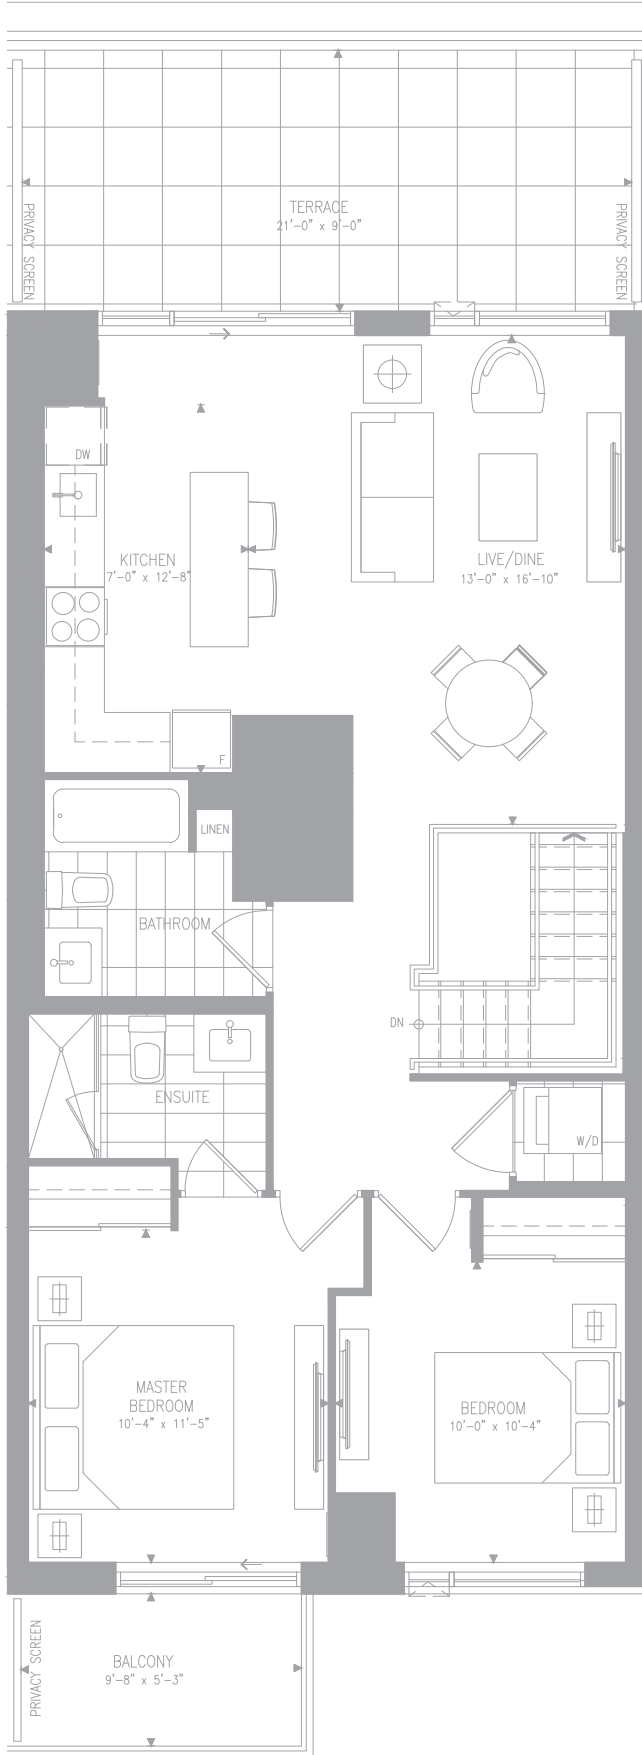 TERRACE
21'-0" x 9'-0"
PRIVACY SCREEN
PRIVACY SCREEN
DW
KITCHEN
7'-0" x 12'-8"
LIVE/DINE
13'-0" x 16'-10"
F
LINEN
BATHROOM
DN
ENSUITE
W/D
MASTER
BEDROOM
10'-4" x 11'-5"
BEDROOM
10'-0" x 10'-4"
PRIVACY SCREEN
BALCONY
9'-8" x 5'-3"